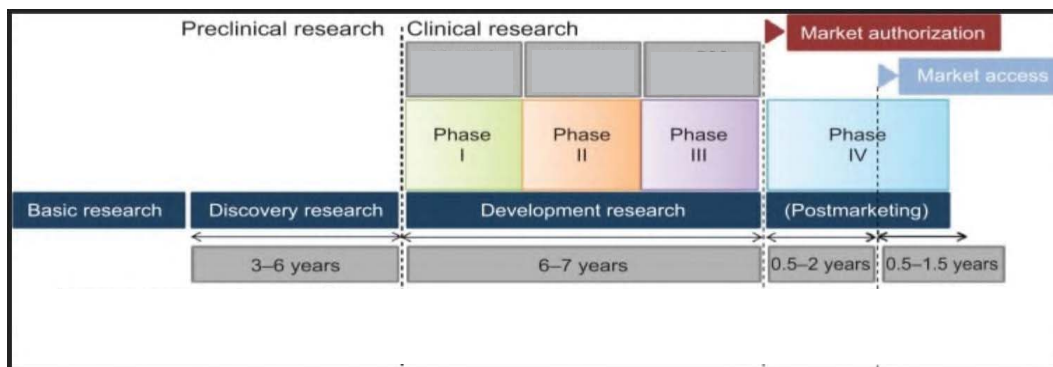 Preclinical research
Clinical research
Market authorization
Market access
Phase
I
Phase
II
Phase
III
Phase
IV
Basic research
Discovery research
Development research
(Postmarketing)
3–6 years
6–7 years
0.5–2 years
0.5–1.5 years